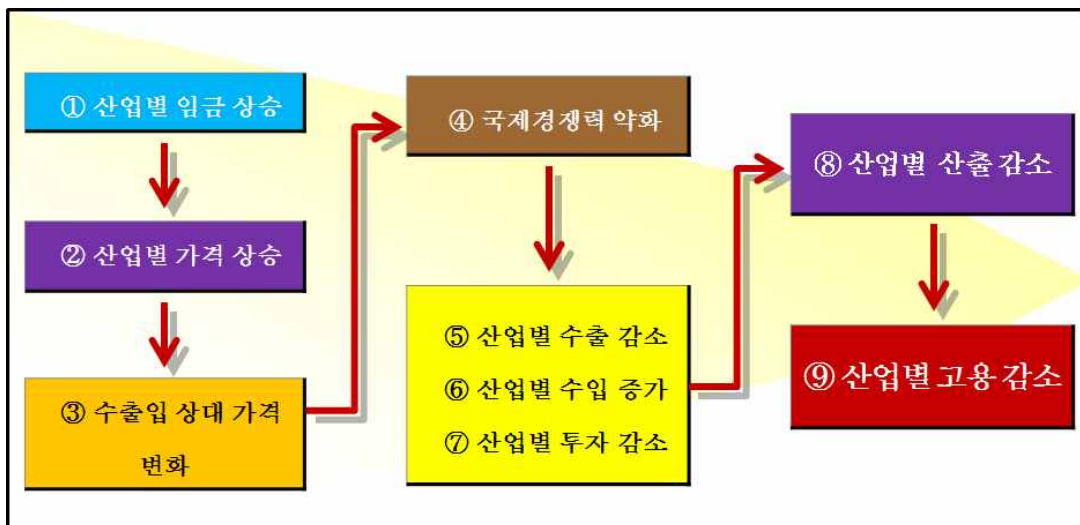 ① 산업별 임금 상승
② 산업별 가격 상승
③ 수출입 상대 가격
변화
④ 국제경쟁력 약화
⑤ 산업별 수출 감소
⑥ 산업별 수입 증가
⑦ 산업별 투자 감소
⑧ 산업별 산출 감소
⑨ 산업별 고용 감소